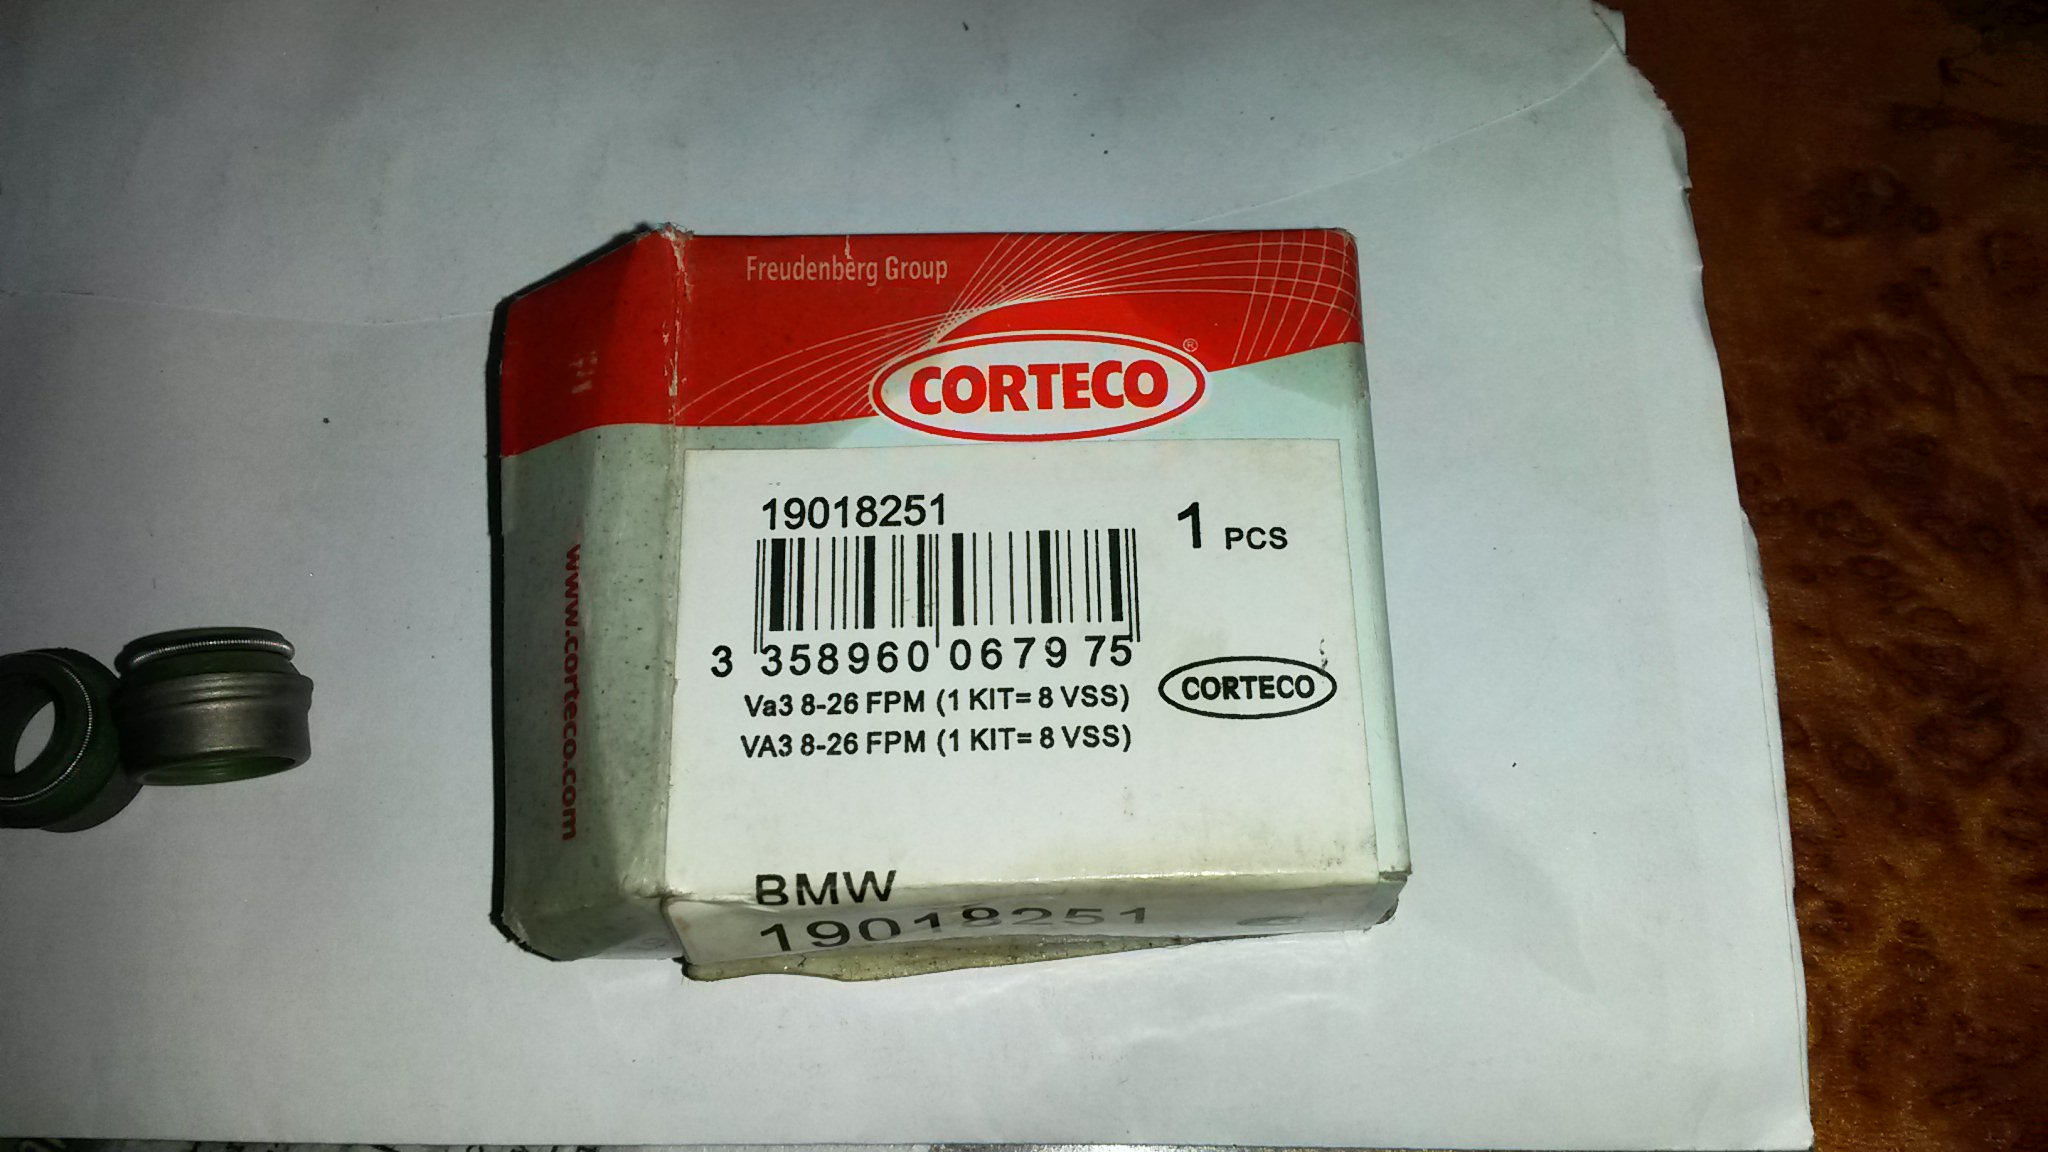 Freudenberg Group
CORTECO
®
19018251
1 PCS
3 358960 067975
Va3 8-26 FPM (1 KIT= 8 VSS)
VA3 8-26 FPM (1 KIT= 8 VSS)
CORTECO
BMW
19018251
www.corteco.com